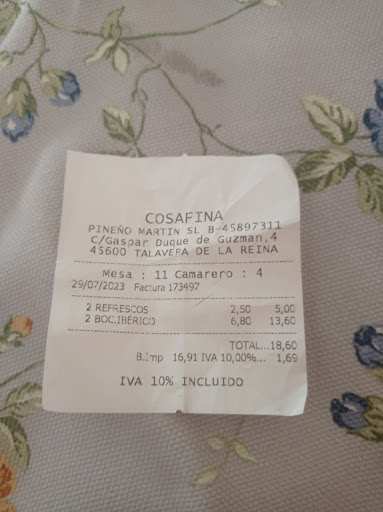 COSAFINA
PINEÑO MARTIN SL B-45897311
C/Gaspar Duque de Guzman,4
45600 TALAVERA DE LA REINA
Mesa : 11 Camarero : 4
29/07/2023 Factura 173497
2 REFRESCOS 2,50 5,00
2 BOC.IBÉRICO 6,80 13,60
TOTAL...18,60
B.Imp 16,91 IVA 10,00%... 1,69
IVA 10% INCLUIDO